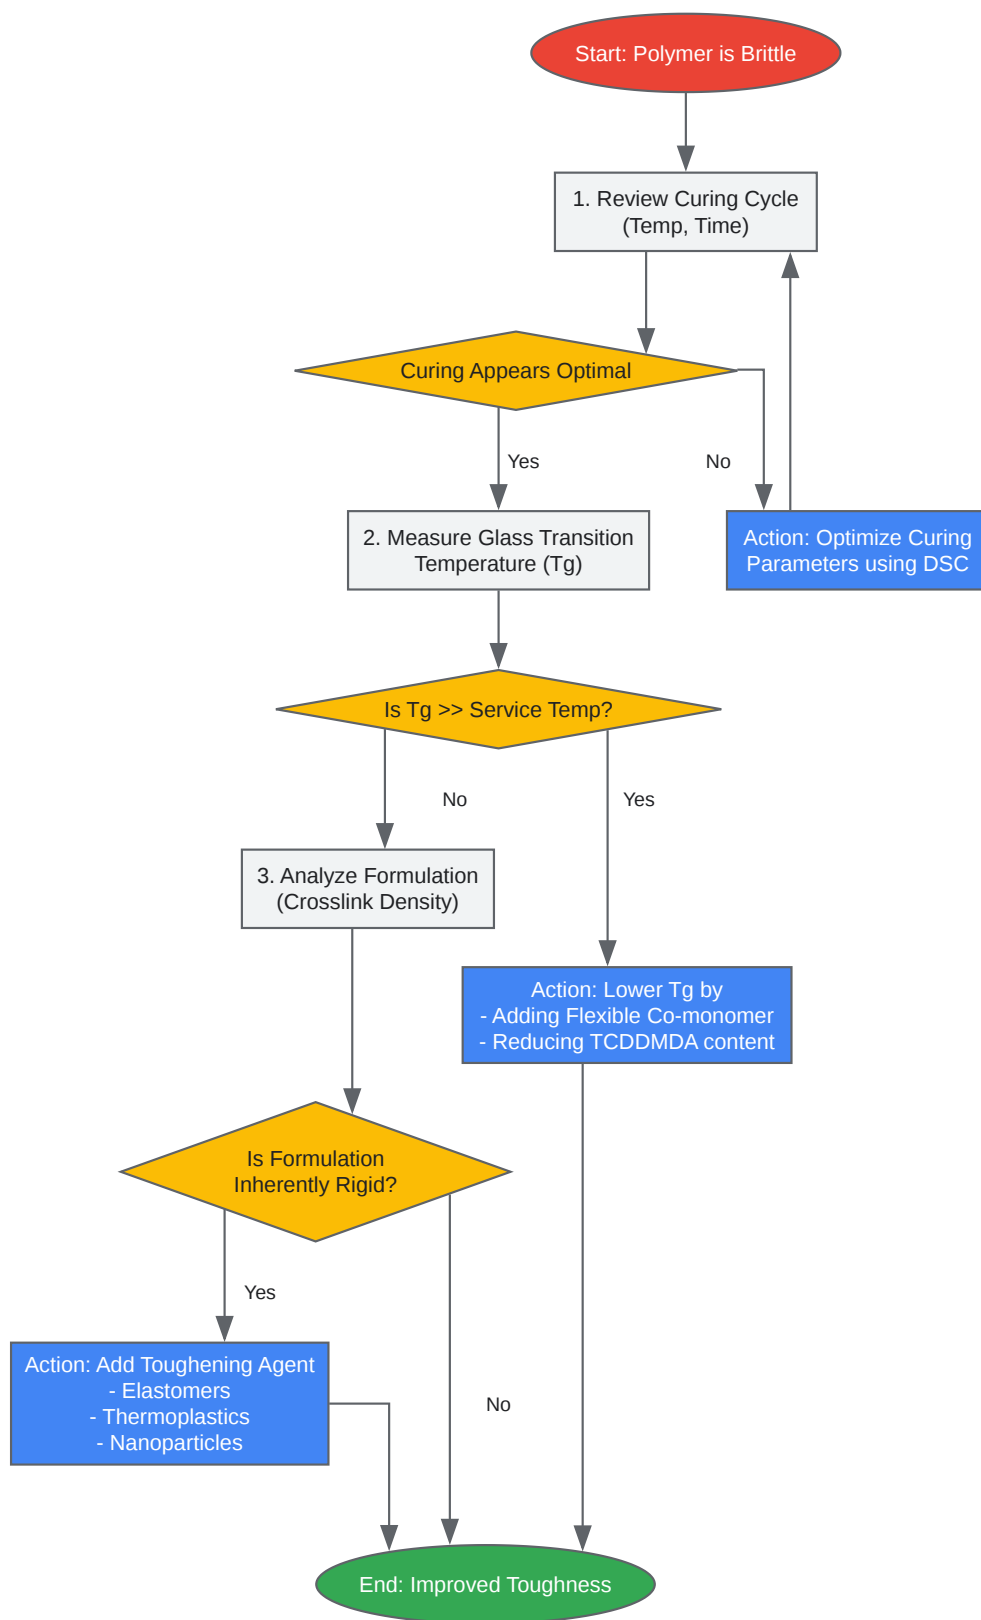 Start: Polymer is Brittle
1. Review Curing Cycle
(Temp, Time)
Curing Appears Optimal
Yes
No
2. Measure Glass Transition
Temperature (Tg)
Action: Optimize Curing
Parameters using DSC
Is Tg >> Service Temp?
No
Yes
3. Analyze Formulation
(Crosslink Density)
Action: Lower Tg by
- Adding Flexible Co-monomer
- Reducing TCDDMDA content
Is Formulation
Inherently Rigid?
Yes
Action: Add Toughening Agent
- Elastomers
- Thermoplastics
- Nanoparticles
No
End: Improved Toughness